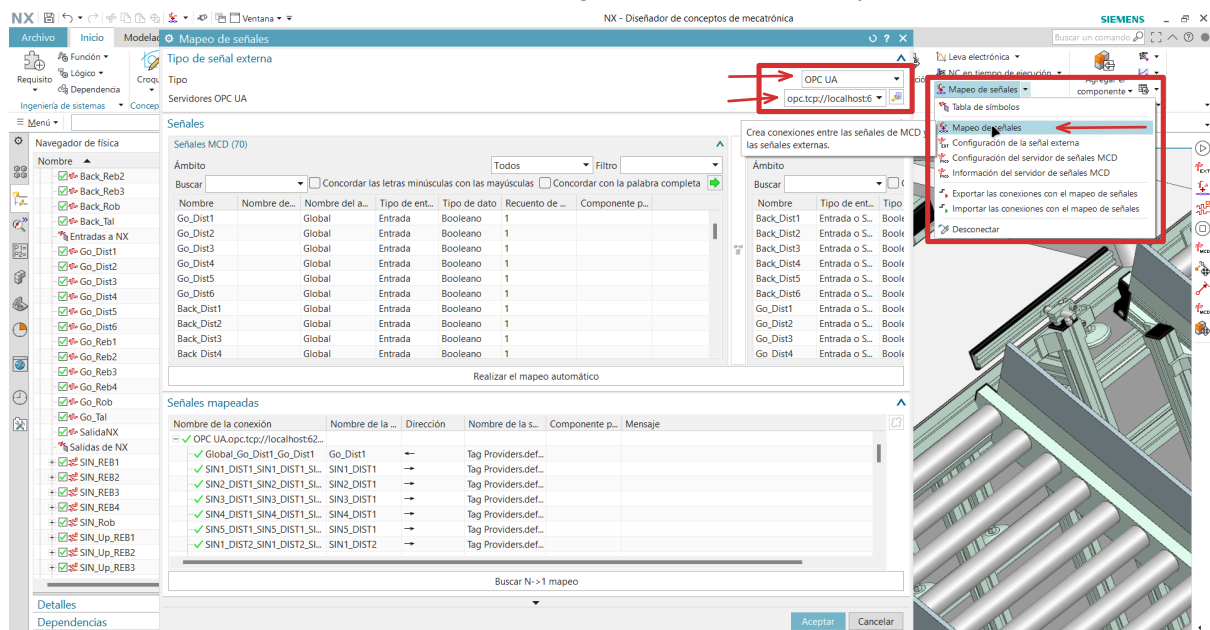 NX Ventana NX - Diseñador de conceptos de mecatrónica SIEMENS
Archivo Inicio Mapeo de señales Buscar un comando
Requisito
Función
Lógico
Dependencia
Ingeniería de sistemas
Leva electrónica
NC en tiempo de ejecución
Mapeo de señales
componente
Tabla de símbolos
Mapeo de señales
Configuración de la señal externa
Configuración del servidor de señales MCD
Información del servidor de señales MCD
Exportar las conexiones con el mapeo de señales
Importar las conexiones con el mapeo de señales
Desconectar
Menú
Navegador de física
Nombre
Back_Reb2
Back_Reb3
Back_Rob
Back_Tal
Entradas a NX
Go_Dist1
Go_Dist2
Go_Dist3
Go_Dist4
Go_Dist5
Go_Dist6
Go_Reb1
Go_Reb2
Go_Reb3
Go_Reb4
Go_Rob
Go_Tal
SalidaNX
Salidas de NX
SIN_REB1
SIN_REB2
SIN_REB3
SIN_REB4
SIN_Rob
SIN_Up_REB1
SIN_Up_REB2
SIN_Up_REB3
Detalles
Dependencias
Tipo de señal externa
Tipo OPC UA
Servidores OPC UA opc.tcp://localhost:6
Crea conexiones entre las señales de MCD y
las señales externas.
Señales
Señales MCD (70)
Ámbito Todos Filtro
Buscar Concordar las letras minúsculas con las mayúsculas Concordar con la palabra completa
Nombre Nombre de... Nombre del a... Tipo de ent... Tipo de dato Recuento de ... Componente p...
Go_Dist1 Global Entrada Booleano 1
Go_Dist2 Global Entrada Booleano 1
Go_Dist3 Global Entrada Booleano 1
Go_Dist4 Global Entrada Booleano 1
Go_Dist5 Global Entrada Booleano 1
Go_Dist6 Global Entrada Booleano 1
Back_Dist1 Global Entrada Booleano 1
Back_Dist2 Global Entrada Booleano 1
Back_Dist3 Global Entrada Booleano 1
Back_Dist4 Global Entrada Booleano 1
Ámbito
Buscar
Nombre Tipo de ent... Tipo
Back_Dist1 Entrada o S... Boole
Back_Dist2 Entrada o S... Boole
Back_Dist3 Entrada o S... Boole
Back_Dist4 Entrada o S... Boole
Back_Dist5 Entrada o S... Boole
Back_Dist6 Entrada o S... Boole
Go_Dist1 Entrada o S... Boole
Go_Dist2 Entrada o S... Boole
Go_Dist3 Entrada o S... Boole
Go_Dist4 Entrada o S... Boole
Realizar el mapeo automático
Señales mapeadas
Nombre de la conexión Nombre de la ... Dirección Nombre de la s... Componente p... Mensaje
OPC UA.opc.tcp://localhost:62...
Global_Go_Dist1_Go_Dist1 Go_Dist1 Tag Providers.def...
SIN1_DIST1_SIN1_DIST1_SI... SIN1_DIST1 Tag Providers.def...
SIN2_DIST1_SIN2_DIST1_SI... SIN2_DIST1 Tag Providers.def...
SIN3_DIST1_SIN3_DIST1_SI... SIN3_DIST1 Tag Providers.def...
SIN4_DIST1_SIN4_DIST1_SI... SIN4_DIST1 Tag Providers.def...
SIN5_DIST1_SIN5_DIST1_SI... SIN5_DIST1 Tag Providers.def...
SIN1_DIST2_SIN1_DIST2_SI... SIN1_DIST2 Tag Providers.def...
Buscar N->1 mapeo
Aceptar Cancelar